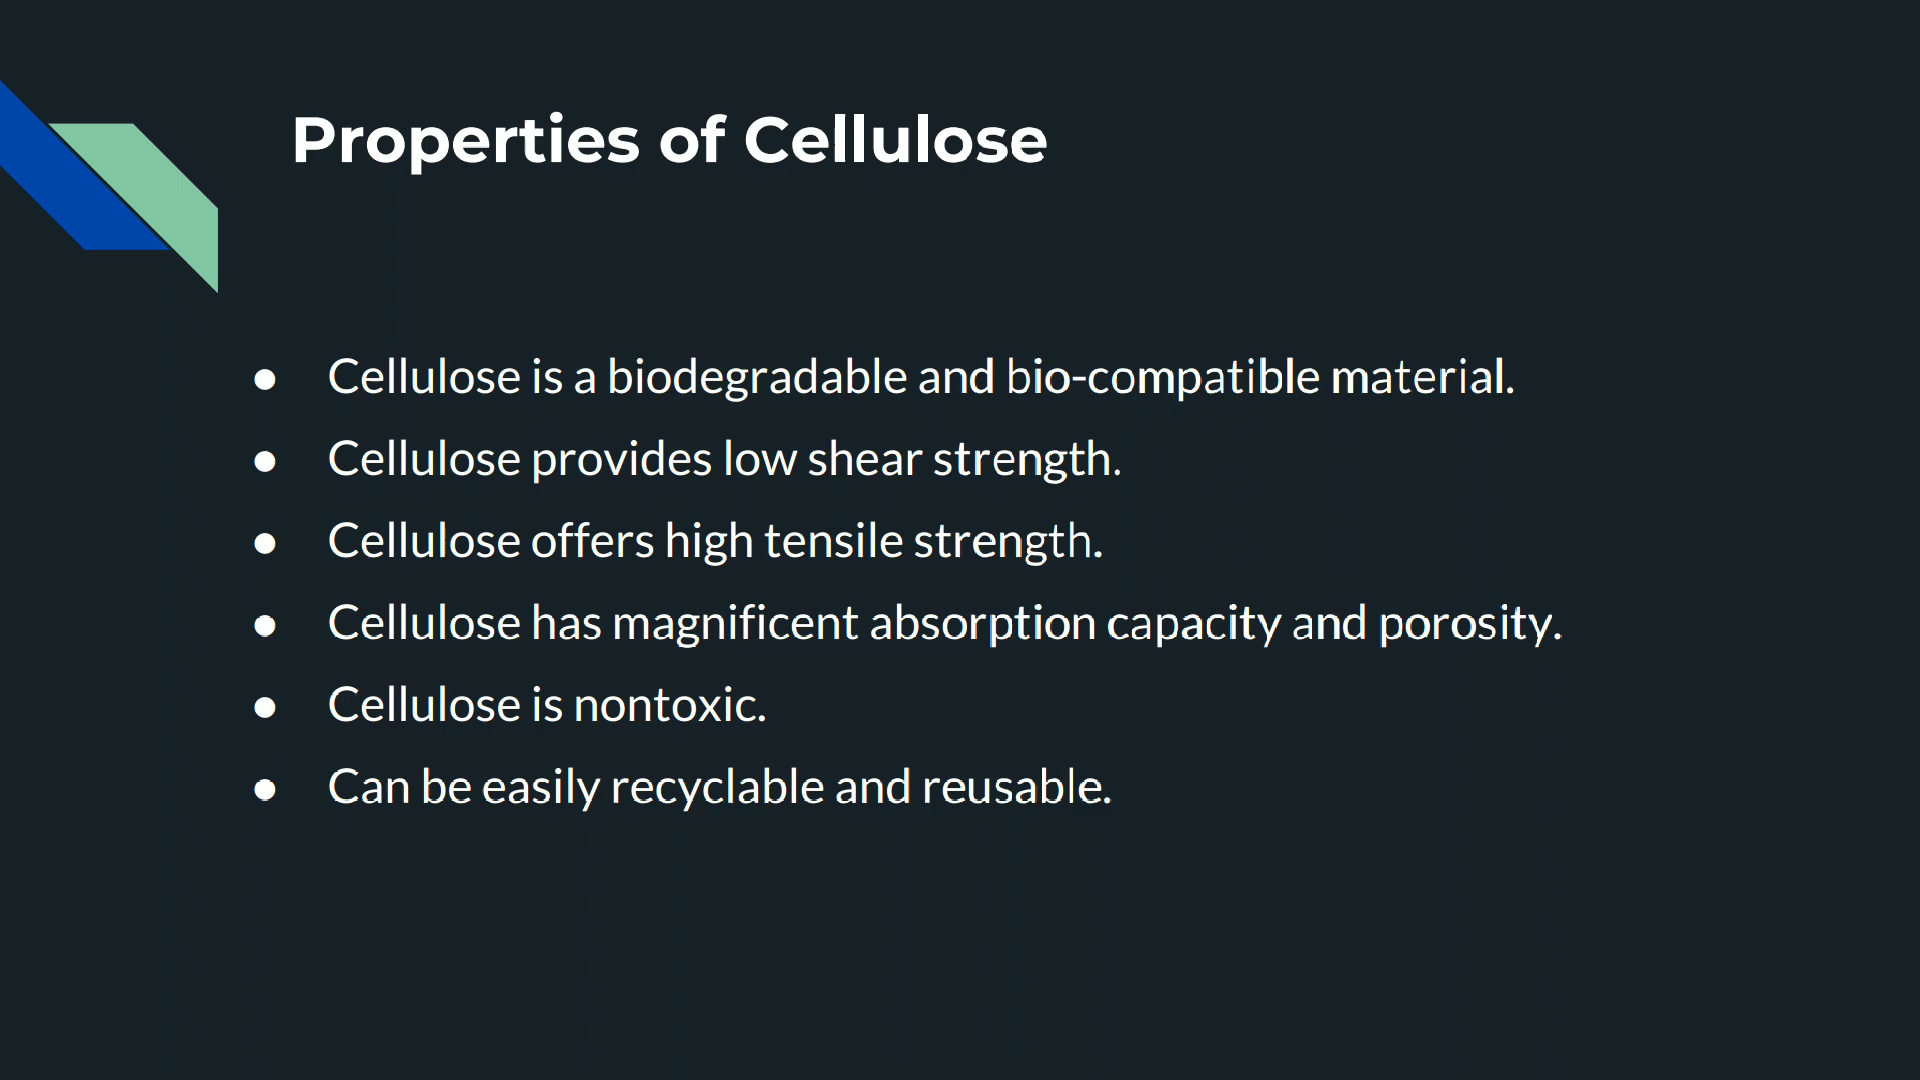 Properties of Cellulose
● Cellulose is a biodegradable and bio-compatible material.
● Cellulose provides low shear strength.
● Cellulose offers high tensile strength.
● Cellulose has magnificent absorption capacity and porosity.
● Cellulose is nontoxic.
● Can be easily recyclable and reusable.